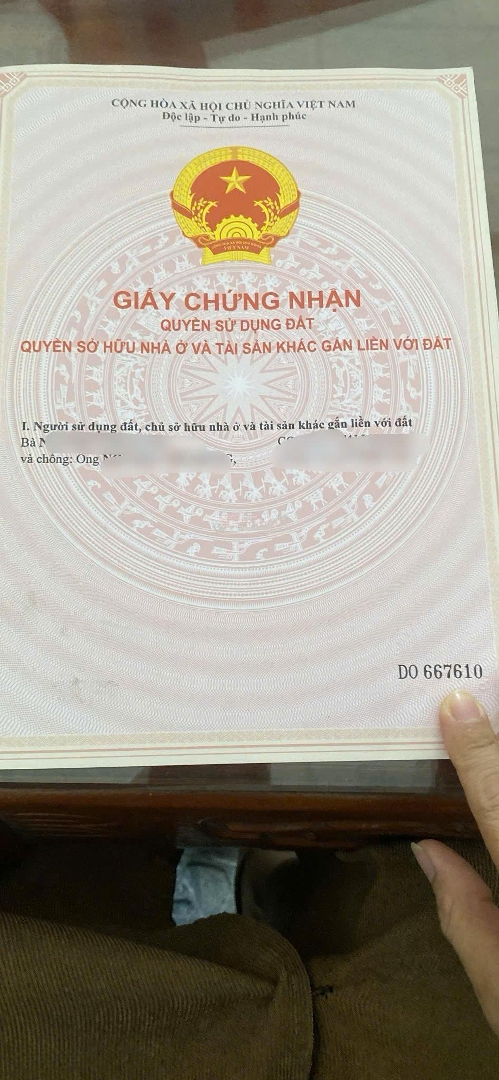 CỘNG HÒA XÃ HỘI CHỦ NGHĨA VIỆT NAM
Độc lập - Tự do - Hạnh phúc
VIỆT NAM
GIẤY CHỨNG NHẬN
QUYỀN SỬ DỤNG ĐẤT
QUYỀN SỞ HỮU NHÀ Ở VÀ TÀI SẢN KHÁC GẮN LIỀN VỚI ĐẤT
I. Người sử dụng đất, chủ sở hữu nhà ở và tài sản khác gắn liền với đất
Bà
và chồng: Ông
DO 667610